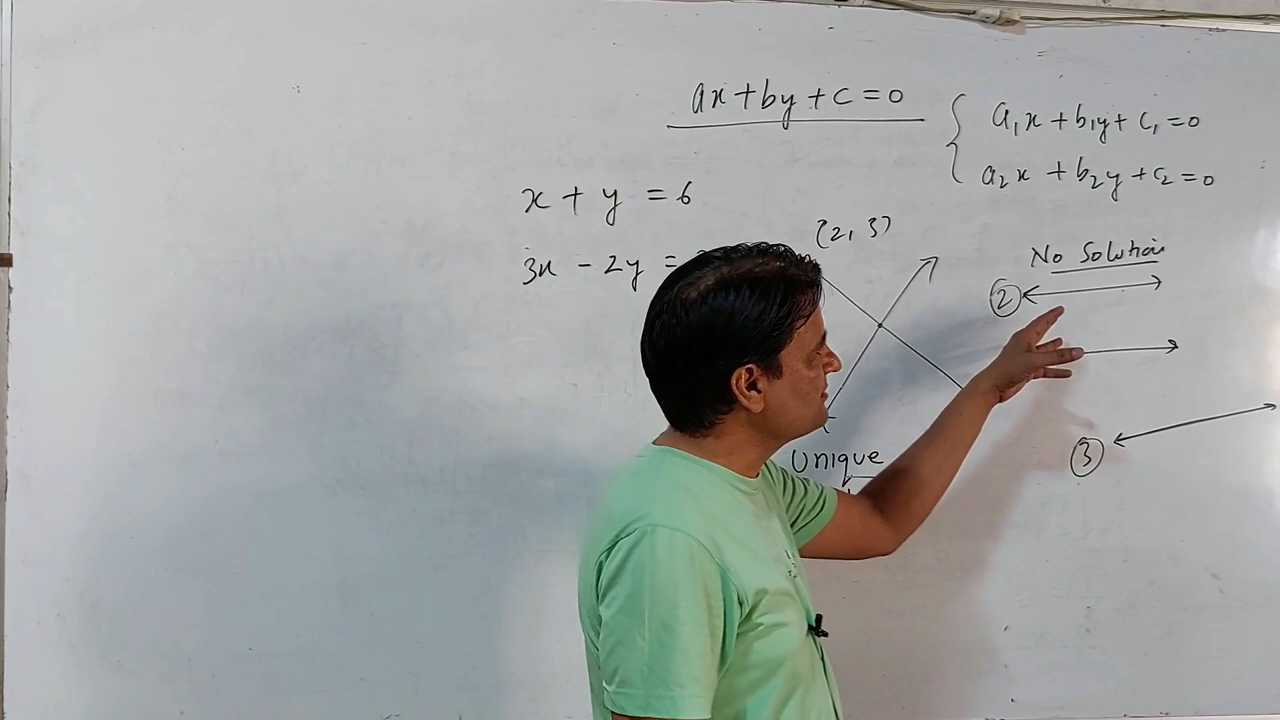 ax + by + c = 0
a₁x + b₁y + c₁ = 0
a₂x + b₂y + c₂ = 0
x + y = 6
3x - 2y =
(2, 3)
No Solution
2
3
Unique